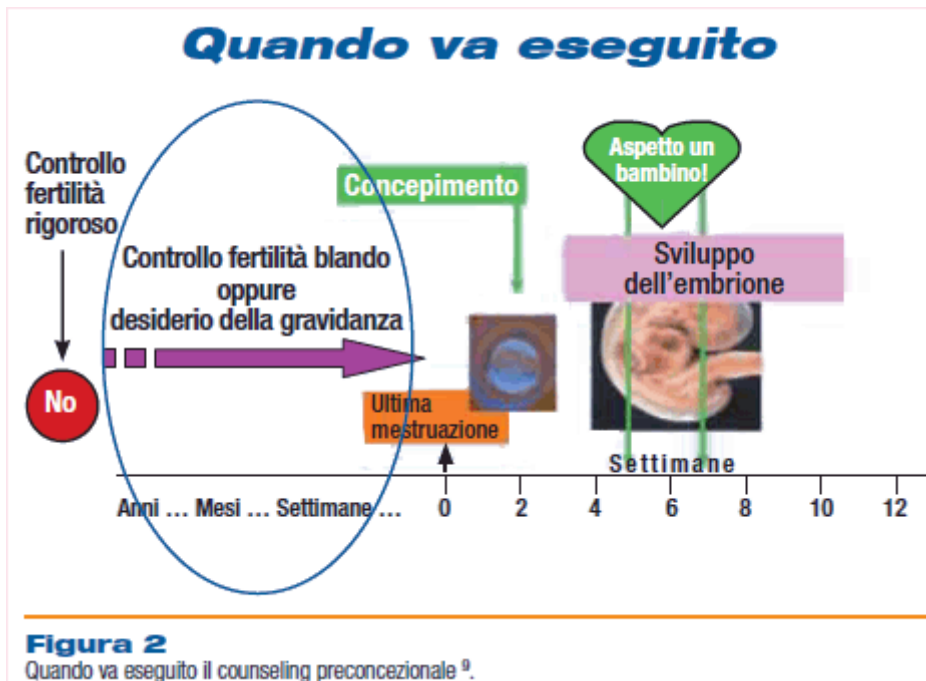 Quando va eseguito
Controllo
fertilità
rigoroso
No
Controllo fertilità blando
oppure
desiderio della gravidanza
Concepimento
Aspetto un
bambino!
Sviluppo
dell'embrione
Ultima
mestruazione
Settimane
Anni ... Mesi ... Settimane ... 0 2 4 6 8 10 12
Figura 2
Quando va eseguito il counseling preconcezionale ⁹.